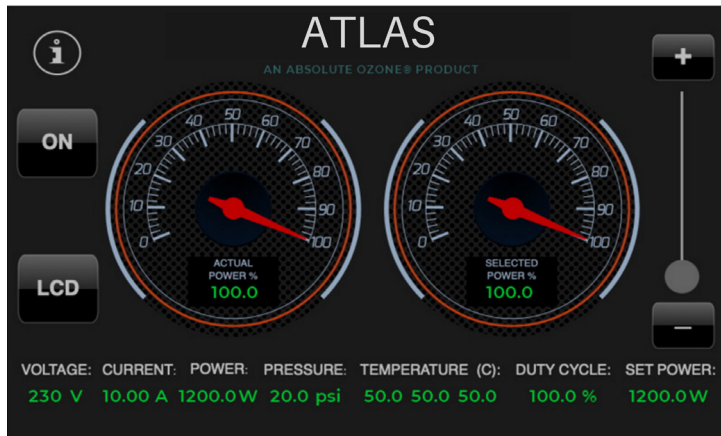 ATLAS
AN ABSOLUTE OZONE® PRODUCT
i
+
ON
LCD
0 10 20 30 40 50 60 70 80 90 100
ACTUAL
POWER %
100.0
0 10 20 30 40 50 60 70 80 90 100
SELECTED
POWER %
100.0
−
VOLTAGE: CURRENT: POWER: PRESSURE: TEMPERATURE (C): DUTY CYCLE: SET POWER:
230 V 10.00 A 1200.0W 20.0 psi 50.0 50.0 50.0 100.0 % 1200.0W